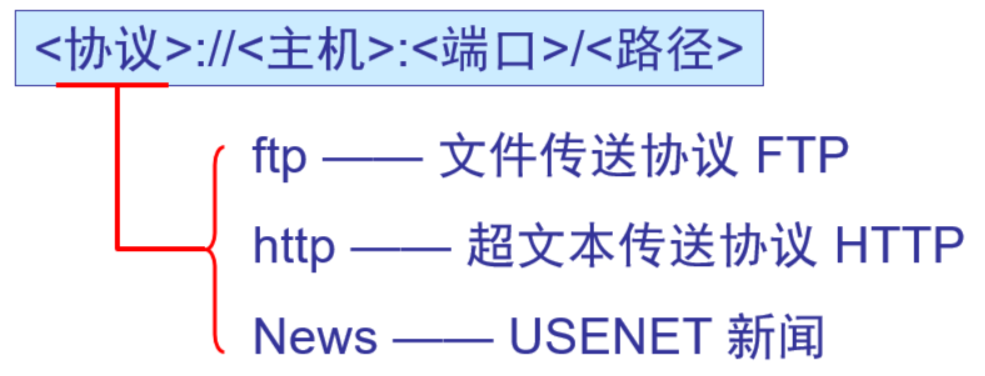 <协议>://<主机>:<端口>/<路径>
ftp —— 文件传送协议 FTP
http —— 超文本传送协议 HTTP
News —— USENET 新闻